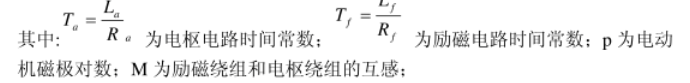 其中: T_a = L_a / R_a 为电枢电路时间常数； T_f = L_f / R_f 为励磁电路时间常数；p 为电动
机磁极对数；M 为励磁绕组和电枢绕组的互感；